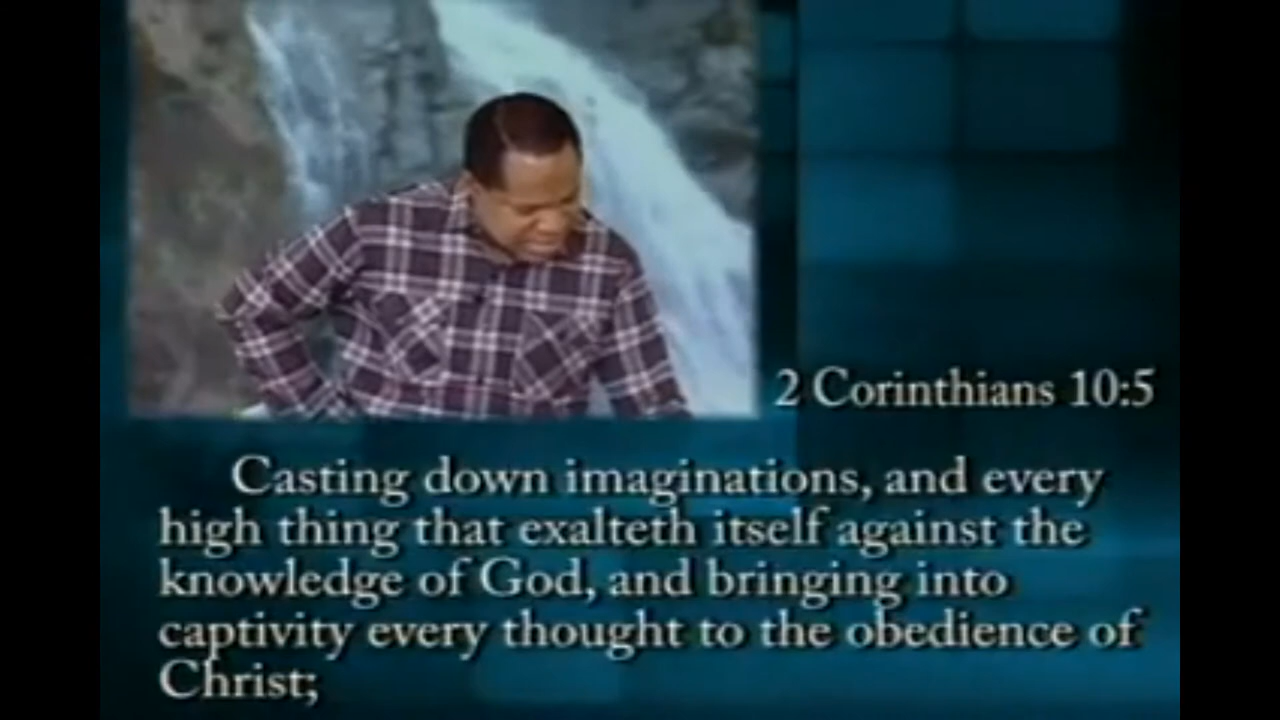 2 Corinthians 10:5
Casting down imaginations, and every
high thing that exalteth itself against the
knowledge of God, and bringing into
captivity every thought to the obedience of
Christ;